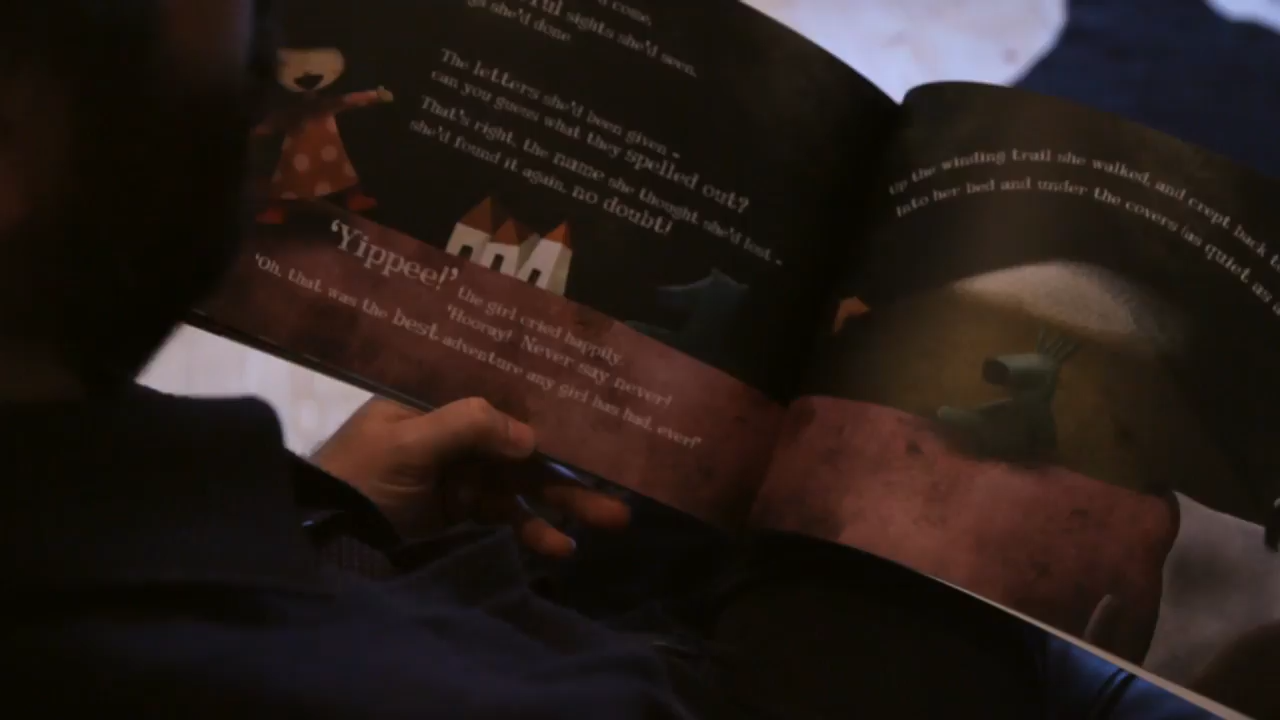 come,
sights she'd seen,
she'd done
The letters she'd been given -
can you guess what they spelled out?
That's right, the name she thought she'd lost -
she'd found it again, no doubt!
'Yippee!' the girl cried happily.
'Hooray! Never say never!
'Oh, that was the best adventure any girl has had, ever!'
Up the winding trail she walked, and crept back
into her bed and under the covers (as quiet, as